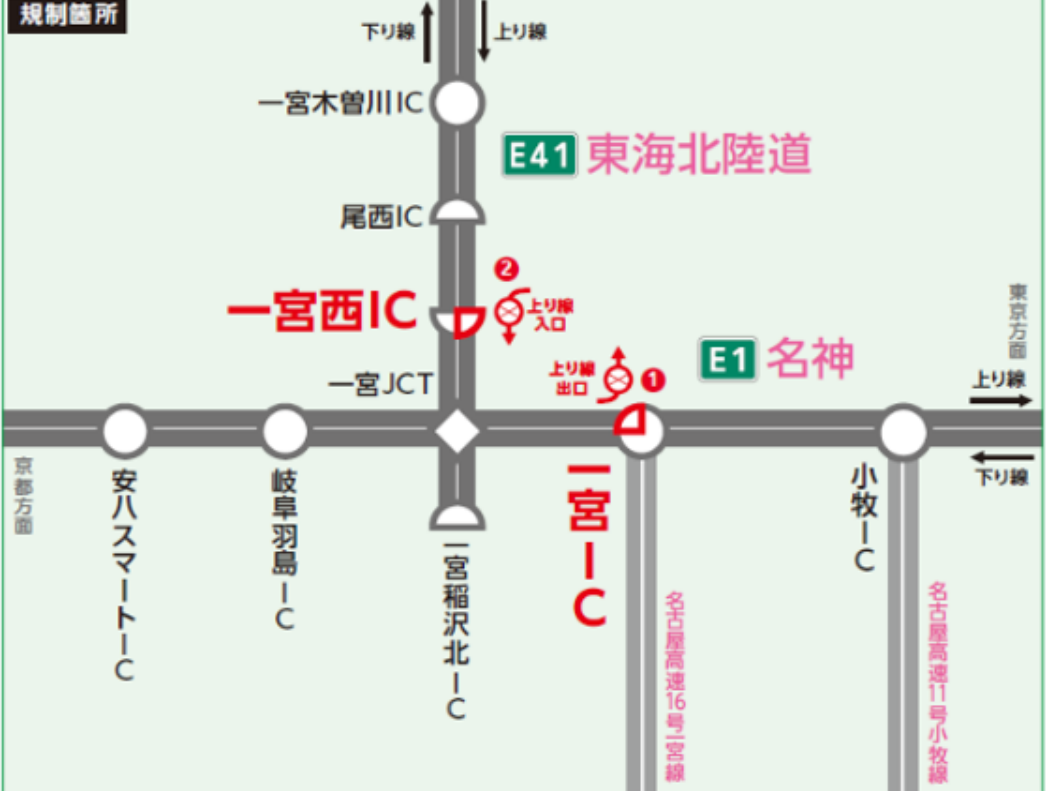 規制箇所
下り線
上り線
一宮木曽川IC
E41 東海北陸道
尾西IC
❷
一宮西IC
上り線
入口
東京方面
E1 名神
上り線
出口
❶
一宮JCT
上り線
京都方面
下り線
安八スマートIC
岐阜羽島IC
一宮稲沢北IC
一宮IC
小牧IC
名古屋高速16号一宮線
名古屋高速11号小牧線